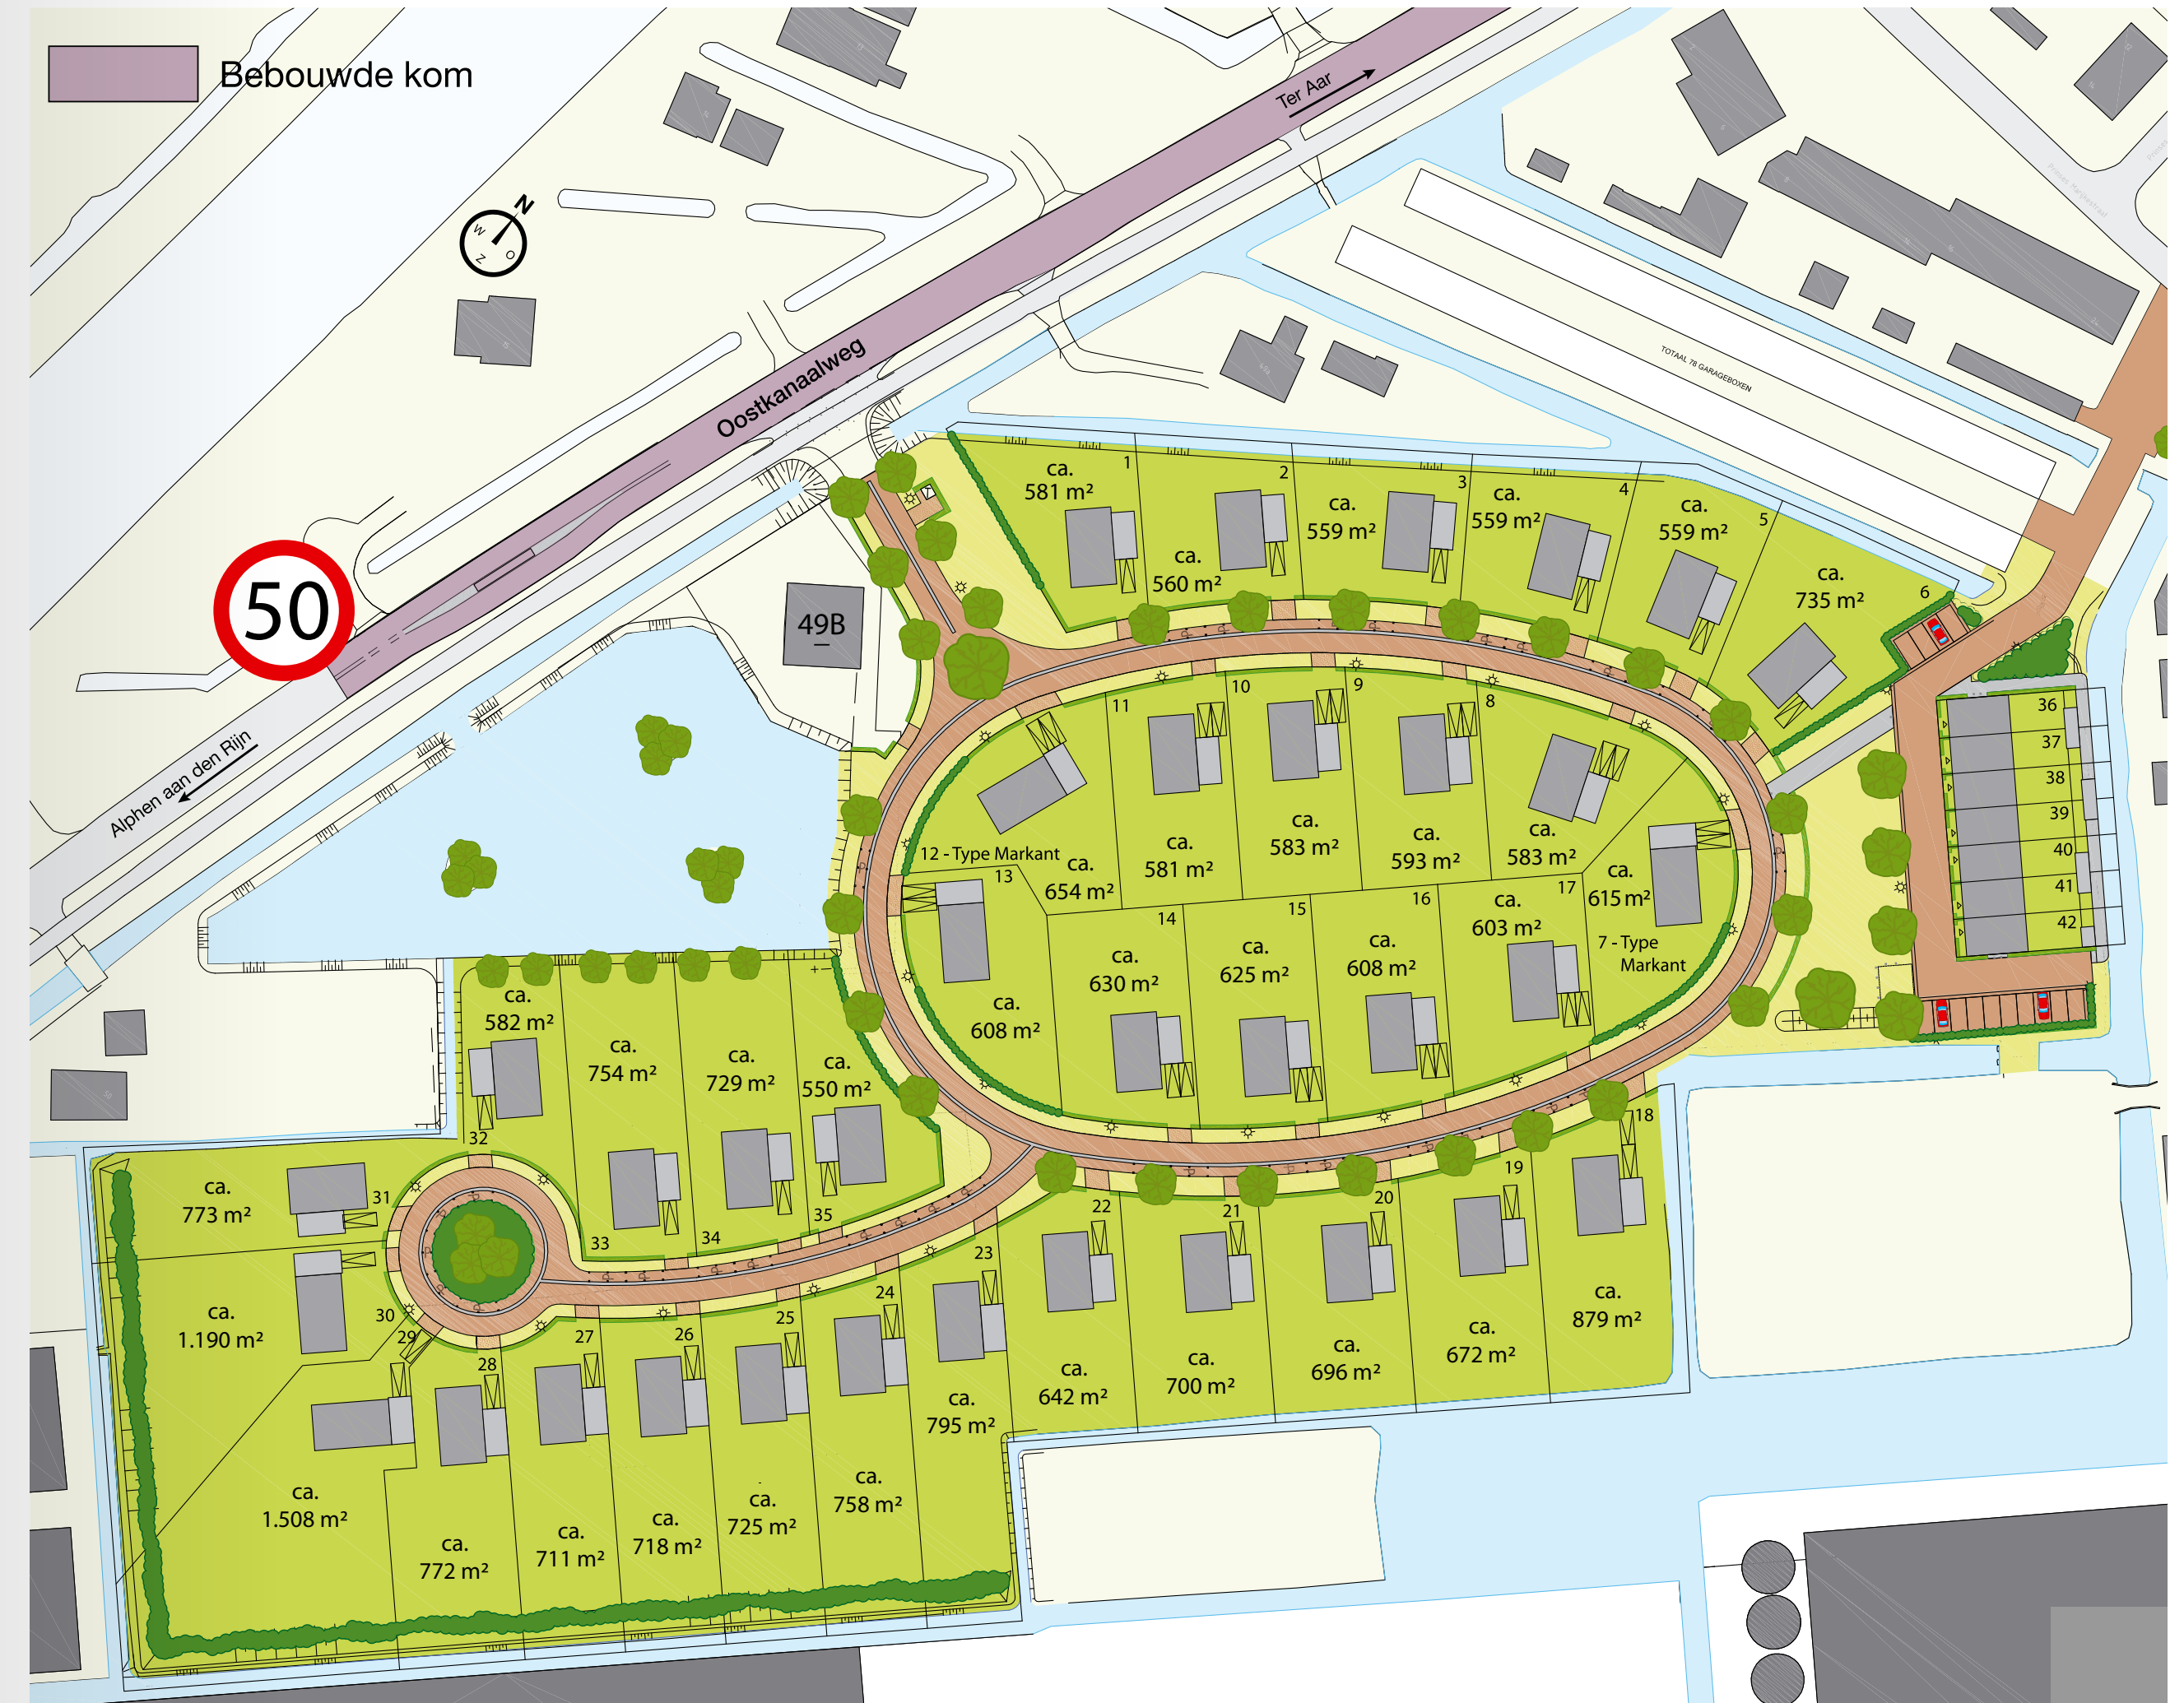 Bebouwde kom
Ter Aar
N
W
O
Z
Oostkanaalweg
TOTAAL 78 GARAGEBOXEN
50
Alphen aan den Rijn
49B
1
ca.
581 m²
2
ca.
560 m²
3
ca.
559 m²
4
ca.
559 m²
5
ca.
559 m²
6
ca.
735 m²
11
10
9
8
12 - Type Markant
ca.
654 m²
ca.
581 m²
ca.
583 m²
ca.
593 m²
ca.
583 m²
ca.
615 m²
7 - Type
Markant
13
ca.
608 m²
14
ca.
630 m²
15
ca.
625 m²
16
ca.
608 m²
17
ca.
603 m²
36
37
38
39
40
41
42
ca.
582 m²
32
ca.
754 m²
33
ca.
729 m²
34
ca.
550 m²
35
18
ca.
879 m²
19
ca.
672 m²
20
ca.
696 m²
21
ca.
700 m²
22
ca.
642 m²
23
ca.
795 m²
24
ca.
758 m²
25
ca.
725 m²
26
ca.
718 m²
27
ca.
711 m²
28
ca.
772 m²
29
ca.
1.508 m²
30
ca.
1.190 m²
31
ca.
773 m²